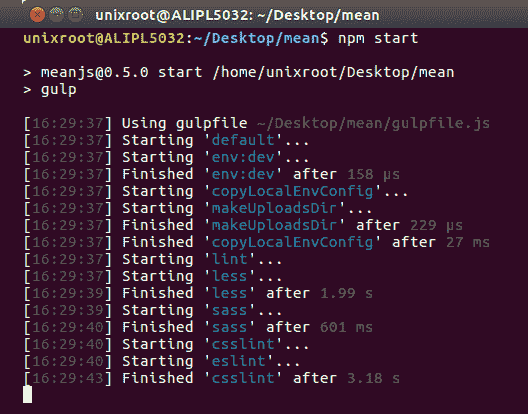 unixroot@ALIPL5032: ~/Desktop/mean
unixroot@ALIPL5032:~/Desktop/mean$ npm start
> meanjs@0.5.0 start /home/unixroot/Desktop/mean
> gulp
[16:29:37] Using gulpfile ~/Desktop/mean/gulpfile.js
[16:29:37] Starting 'default'...
[16:29:37] Starting 'env:dev'...
[16:29:37] Finished 'env:dev' after 158 μs
[16:29:37] Starting 'copyLocalEnvConfig'...
[16:29:37] Starting 'makeUploadsDir'...
[16:29:37] Finished 'makeUploadsDir' after 229 μs
[16:29:37] Finished 'copyLocalEnvConfig' after 27 ms
[16:29:37] Starting 'lint'...
[16:29:37] Starting 'less'...
[16:29:39] Finished 'less' after 1.99 s
[16:29:39] Starting 'sass'...
[16:29:40] Finished 'sass' after 601 ms
[16:29:40] Starting 'csslint'...
[16:29:40] Starting 'eslint'...
[16:29:43] Finished 'csslint' after 3.18 s